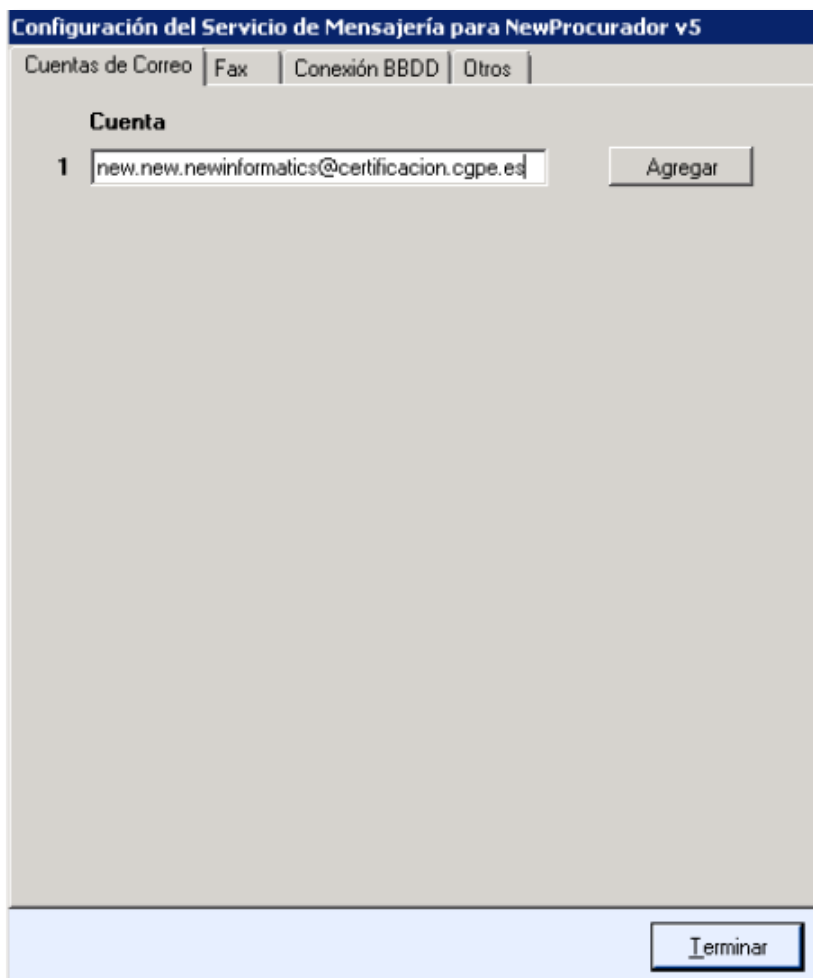 Configuración del Servicio de Mensajería para NewProcurador v5
Cuentas de Correo Fax Conexión BBDD Otros
Cuenta
1 new.new.newinformatics@certificacion.cgpe.es Agregar
Terminar